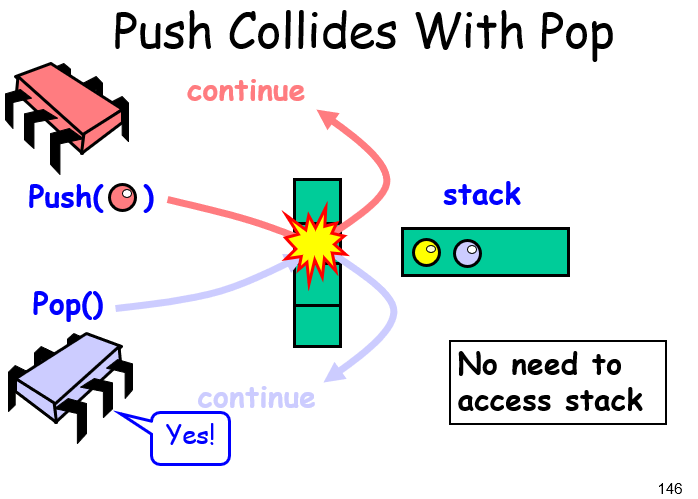 Push Collides With Pop
continue
Push( )
stack
Pop()
No need to
access stack
continue
Yes!
146